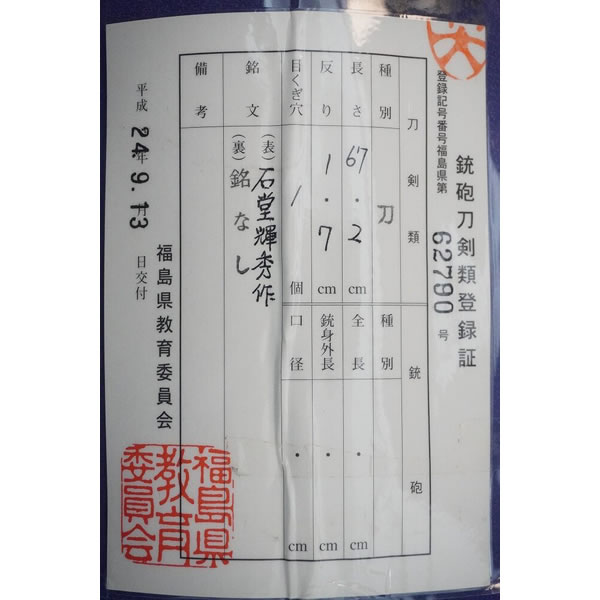 銃砲刀剣類登録証
登録記号番号福島県第 62790 号
刀剣類
種別 刀
長さ 67.2 cm
反り 1.7 cm
目くぎ穴 1 個
銘文
(表) 石堂輝秀作
(裏) 銘なし
備考
銃砲
種別
全長 . cm
銃身外長 . cm
口径 . cm
平成24年9.13日交付
福島県教育委員会
福島県
教育
委員会